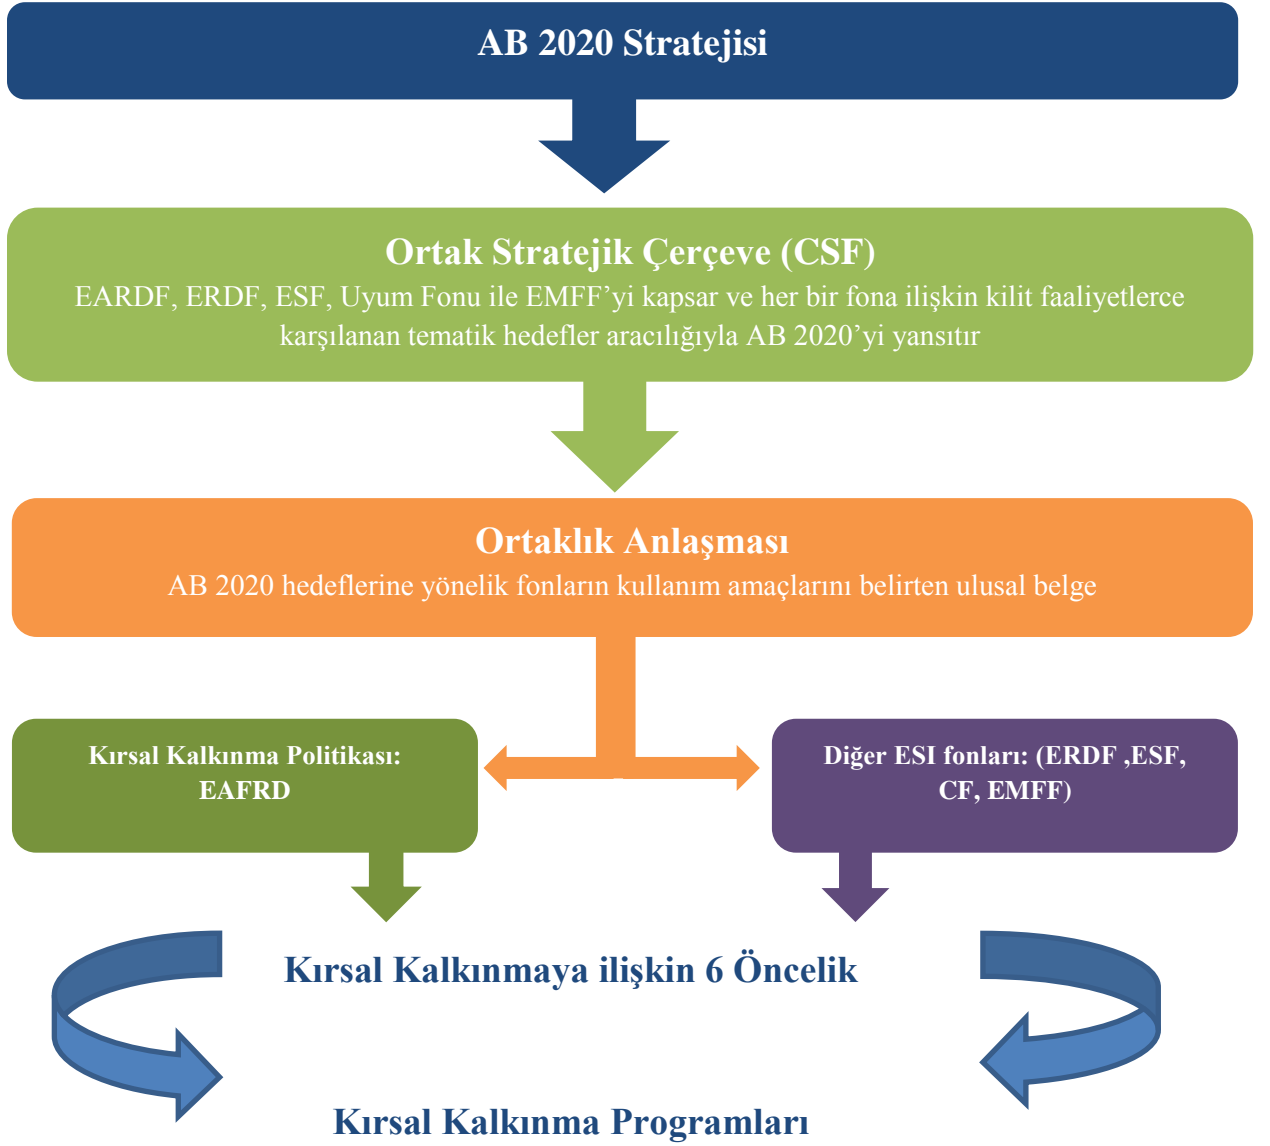 AB 2020 Stratejisi
Ortak Stratejik Çerçeve (CSF)
EARDF, ERDF, ESF, Uyum Fonu ile EMFF’yi kapsar ve her bir fona ilişkin kilit faaliyetlerce
karşılanan tematik hedefler aracılığıyla AB 2020’yi yansıtır
Ortaklık Anlaşması
AB 2020 hedeflerine yönelik fonların kullanım amaçlarını belirten ulusal belge
Kırsal Kalkınma Politikası:
EAFRD
Diğer ESI fonları: (ERDF ,ESF,
CF, EMFF)
Kırsal Kalkınmaya ilişkin 6 Öncelik
Kırsal Kalkınma Programları